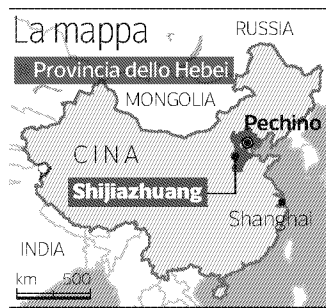 La mappa
RUSSIA
Provincia dello Hebei
MONGOLIA
Pechino
CINA
Shijiazhuang
Shanghai
INDIA
km 500